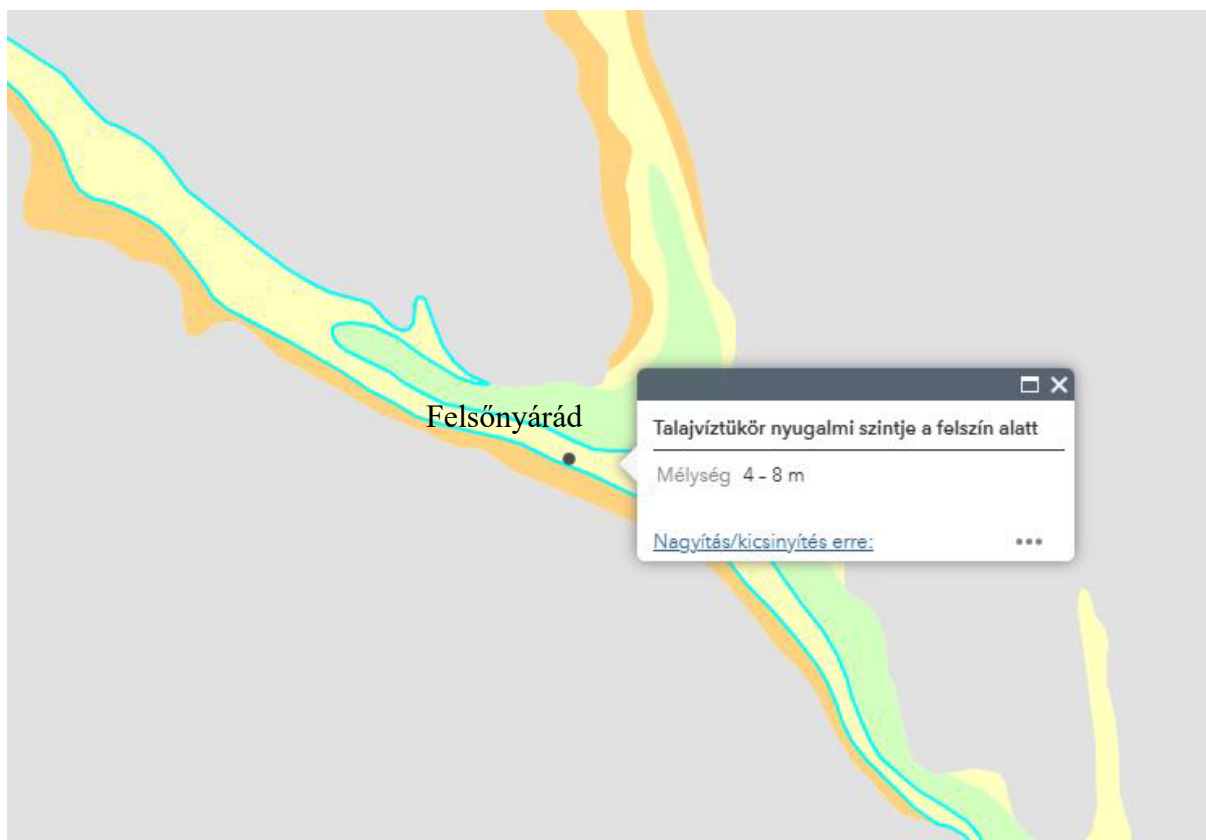 Felsőnyárád
Talajvíztükör nyugalmi szintje a felszín alatt
Mélység 4 – 8 m
Nagyítás/kicsinyítés erre: